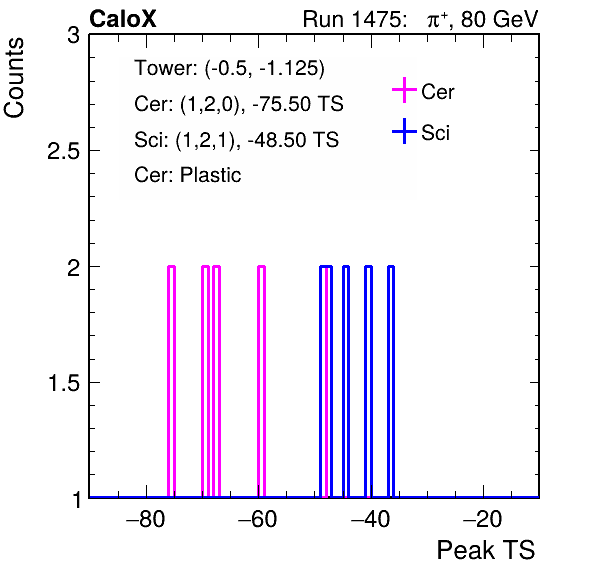 CaloX Run 1475: π⁺, 80 GeV
Counts
Tower: (-0.5, -1.125)
Cer: (1,2,0), -75.50 TS
Sci: (1,2,1), -48.50 TS
Cer: Plastic
Cer
Sci
3
2.5
2
1.5
1
−80 −60 −40 −20
Peak TS